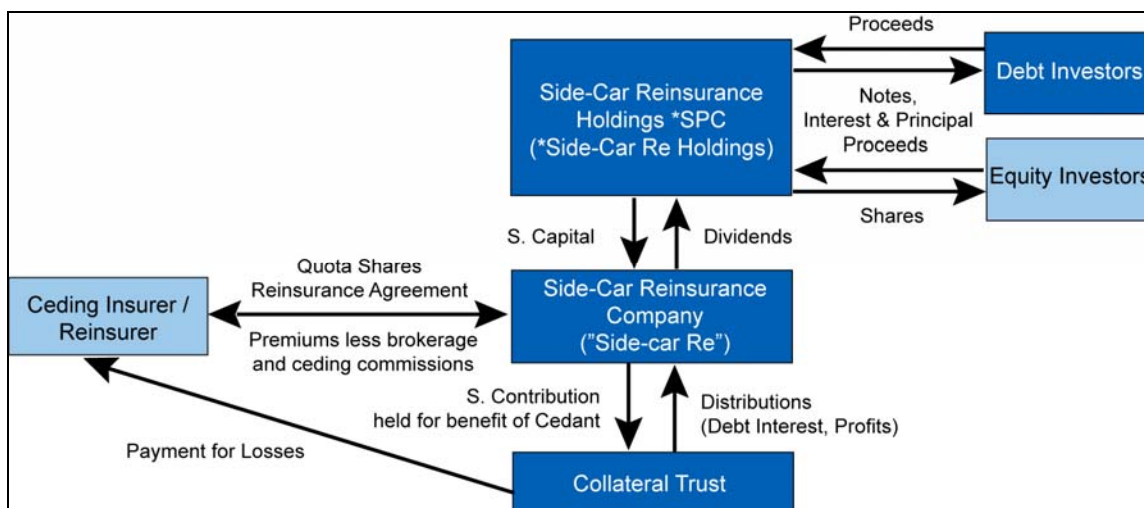 Proceeds
Debt Investors
Notes,
Interest & Principal
Proceeds
Equity Investors
Shares
Side-Car Reinsurance
Holdings *SPC
(*Side-Car Re Holdings)
S. Capital
Dividends
Quota Shares
Reinsurance Agreement
Ceding Insurer /
Reinsurer
Premiums less brokerage
and ceding commissions
Side-Car Reinsurance
Company
("Side-car Re")
S. Contribution
held for benefit of Cedant
Distributions
(Debt Interest, Profits)
Payment for Losses
Collateral Trust